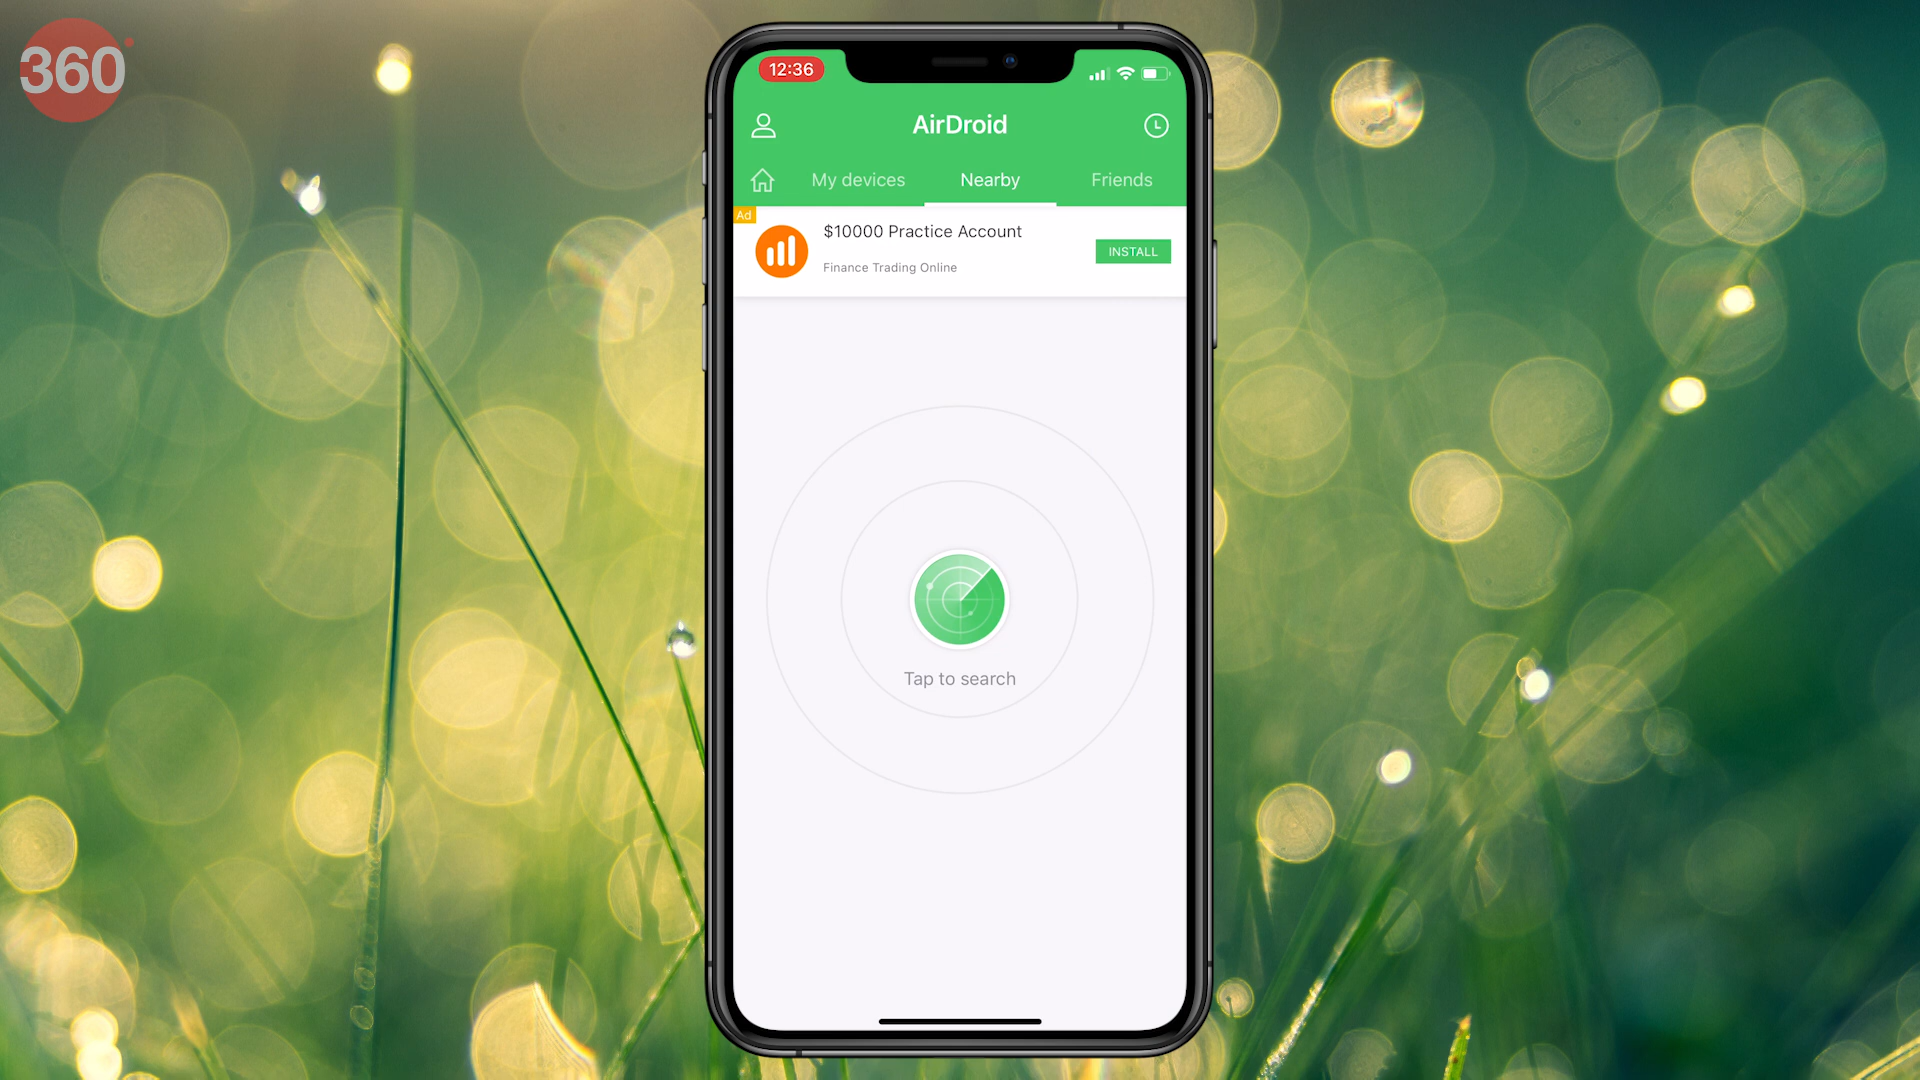 360
12:36
AirDroid
My devices
Nearby
Friends
Ad
$10000 Practice Account
Finance Trading Online
INSTALL
Tap to search